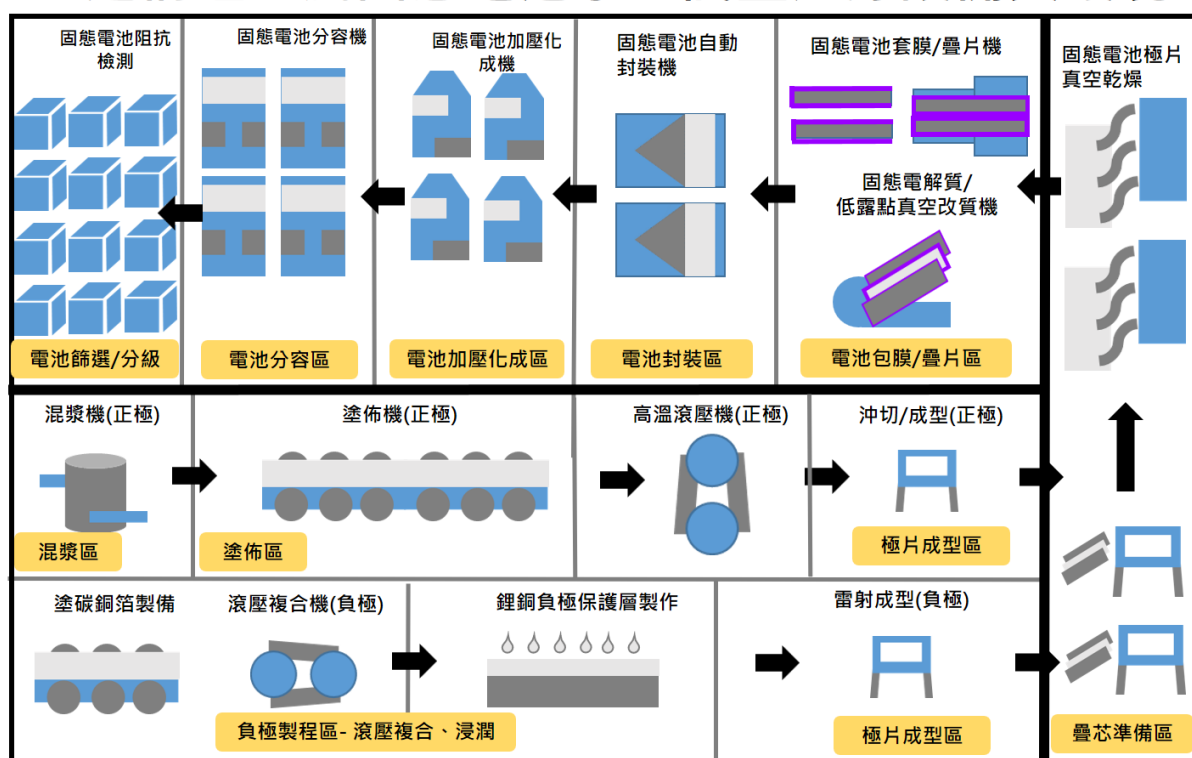 固態電池阻抗
檢測
固態電池分容機
固態電池加壓化
成機
固態電池自動
封裝機
固態電池套膜/疊片機
固態電解質/
低露點真空改質機
固態電池極片
真空乾燥
電池篩選/分級
電池分容區
電池加壓化成區
電池封裝區
電池包膜/疊片區
混漿機(正極)
塗佈機(正極)
高溫滾壓機(正極)
沖切/成型(正極)
混漿區
塗佈區
極片成型區
塗碳銅箔製備
滾壓複合機(負極)
鋰銅負極保護層製作
雷射成型(負極)
負極製程區- 滾壓複合、浸潤
極片成型區
疊芯準備區